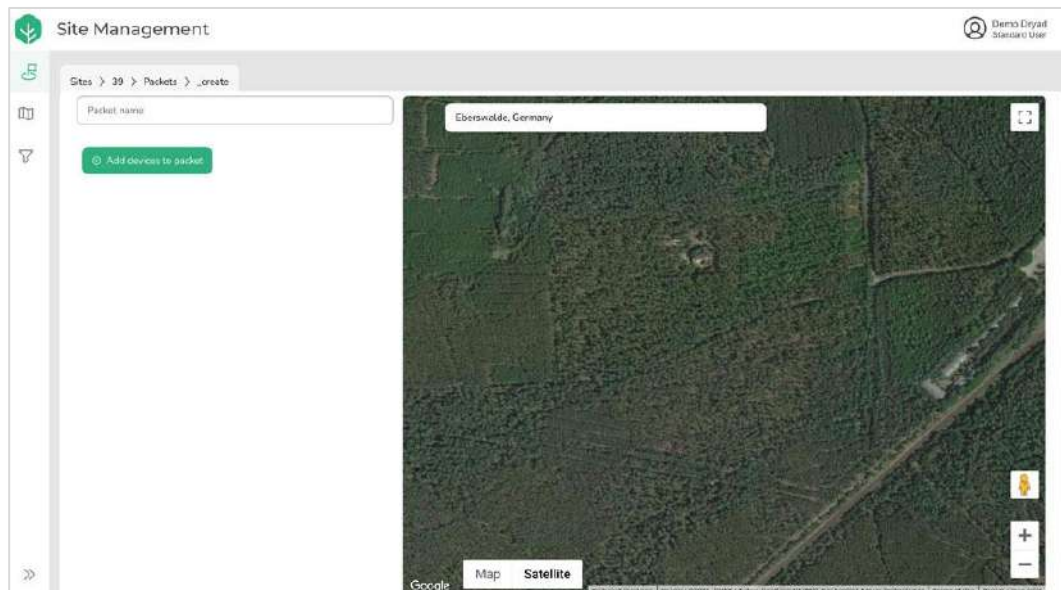 Site Management
Demo Dryad
Standard User
Sites > 39 > Packets > _create
Packet name
Eberswalde, Germany
Add devices to packet
Map
Satellite
Google